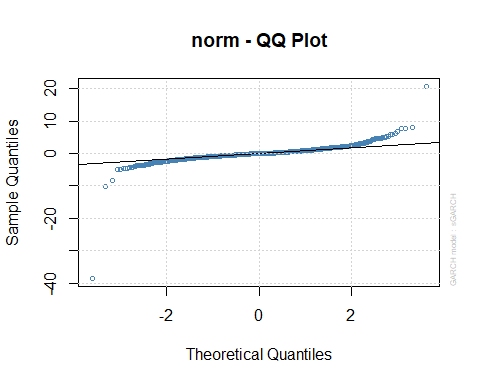 norm - QQ Plot
Sample Quantiles
20
10
0
-20
-40
-2
0
2
Theoretical Quantiles
GARCH model : sGARCH